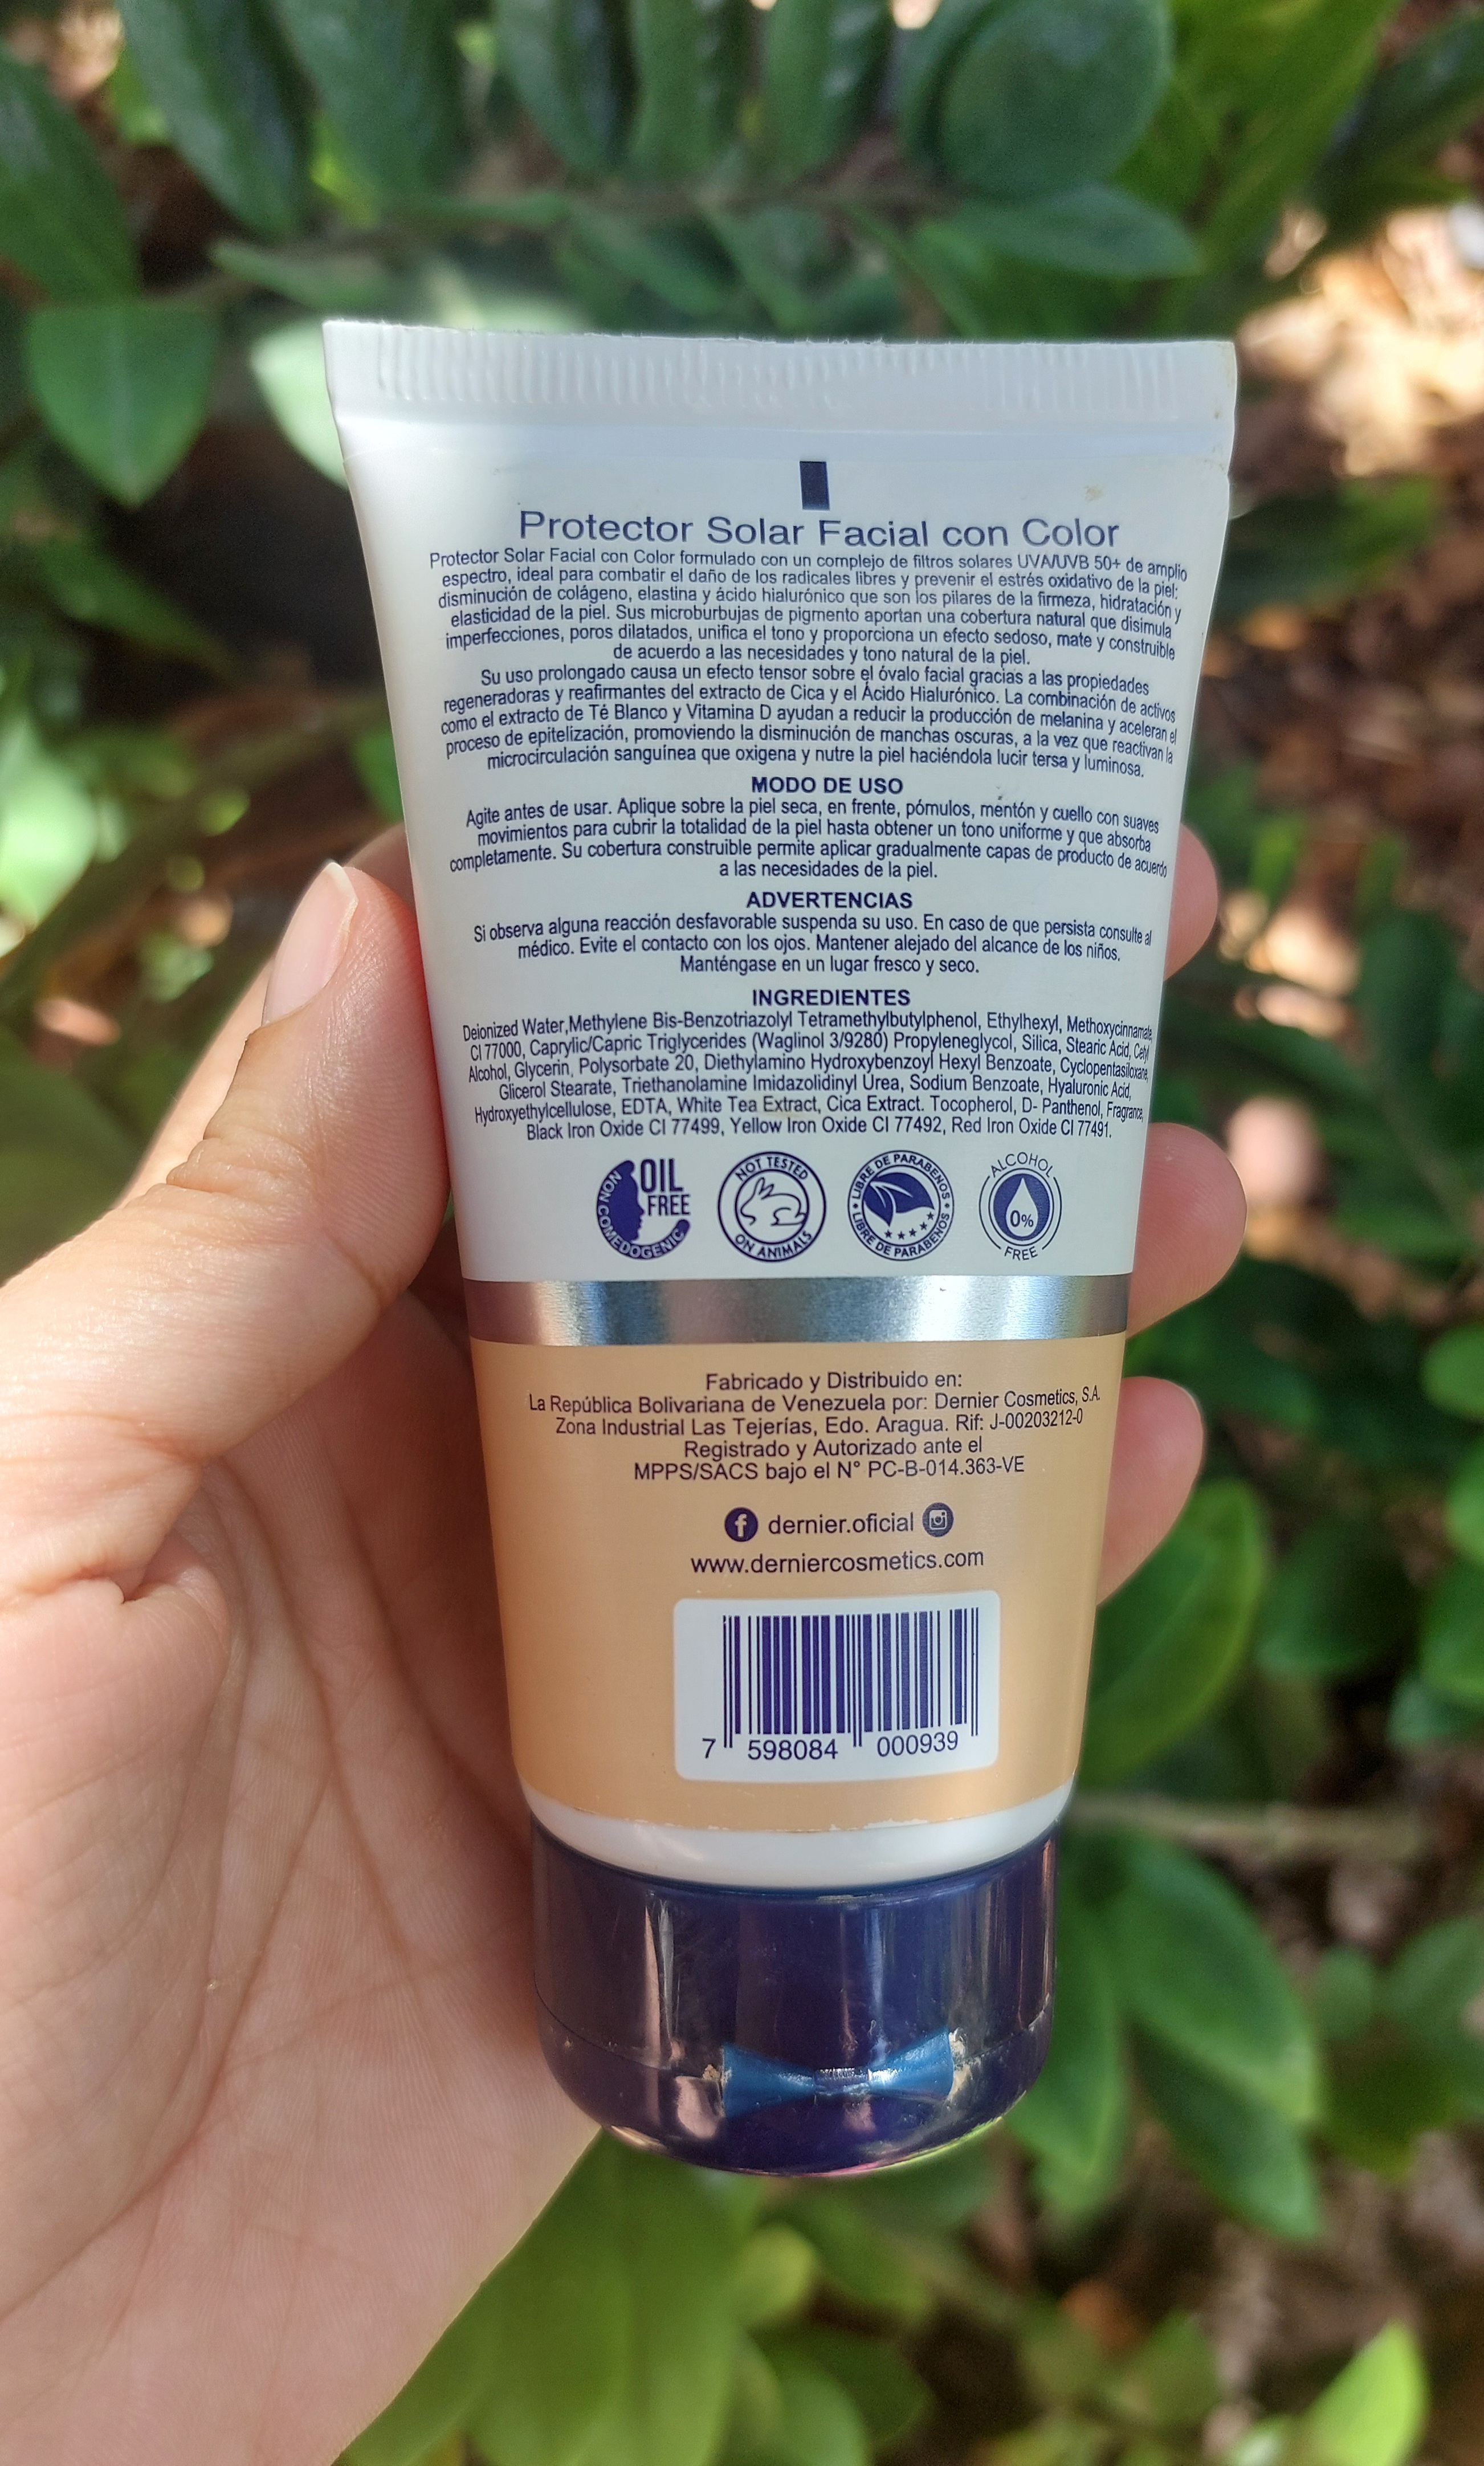 Protector Solar Facial con Color
Protector Solar Facial con Color formulado con un complejo de filtros solares UVA/UVB 50+ de amplio
espectro, ideal para combatir el daño de los radicales libres y prevenir el estrés oxidativo de la piel:
disminución de colágeno, elastina y ácido hialurónico que son los pilares de la firmeza, hidratación y
elasticidad de la piel. Sus microburbujas de pigmento aportan una cobertura natural que disimula
imperfecciones, poros dilatados, unifica el tono y proporciona un efecto sedoso, mate y construible
de acuerdo a las necesidades y tono natural de la piel.
Su uso prolongado causa un efecto tensor sobre el óvalo facial gracias a las propiedades
regeneradoras y reafirmantes del extracto de Cica y el Ácido Hialurónico. La combinación de activos
como el extracto de Té Blanco y Vitamina D ayudan a reducir la producción de melanina y aceleran el
proceso de epitelización, promoviendo la disminución de manchas oscuras, a la vez que reactivan la
microcirculación sanguínea que oxigena y nutre la piel haciéndola lucir tersa y luminosa.
MODO DE USO
Agite antes de usar. Aplique sobre la piel seca, en frente, pómulos, mentón y cuello con suaves
movimientos para cubrir la totalidad de la piel hasta obtener un tono uniforme y que absorba
completamente. Su cobertura construible permite aplicar gradualmente capas de producto de acuerdo
a las necesidades de la piel.
ADVERTENCIAS
Si observa alguna reacción desfavorable suspenda su uso. En caso de que persista consulte al
médico. Evite el contacto con los ojos. Mantener alejado del alcance de los niños.
Manténgase en un lugar fresco y seco.
INGREDIENTES
Deionized Water,Methylene Bis-Benzotriazolyl Tetramethylbutylphenol, Ethylhexyl, Methoxycinnamate,
CI 77000, Caprylic/Capric Triglycerides (Waglinol 3/9280) Propyleneglycol, Silica, Stearic Acid, Cetyl
Alcohol, Glycerin, Polysorbate 20, Diethylamino Hydroxybenzoyl Hexyl Benzoate, Cyclopentasiloxane,
Glicerol Stearate, Triethanolamine Imidazolidinyl Urea, Sodium Benzoate, Hyaluronic Acid,
Hydroxyethylcellulose, EDTA, White Tea Extract, Cica Extract. Tocopherol, D- Panthenol, Fragrance,
Black Iron Oxide CI 77499, Yellow Iron Oxide CI 77492, Red Iron Oxide CI 77491.
OIL
FREE
NON COMEDOGENIC
NOT TESTED
ON ANIMALS
LIBRE DE PARABENOS
LIBRE DE PARABENOS
ALCOHOL
0%
FREE
Fabricado y Distribuido en:
La República Bolivariana de Venezuela por: Dernier Cosmetics, S.A.
Zona Industrial Las Tejerías, Edo. Aragua. Rif: J-00203212-0
Registrado y Autorizado ante el
MPPS/SACS bajo el N° PC-B-014.363-VE
dernier.oficial
www.derniercosmetics.com
7 598084 000939